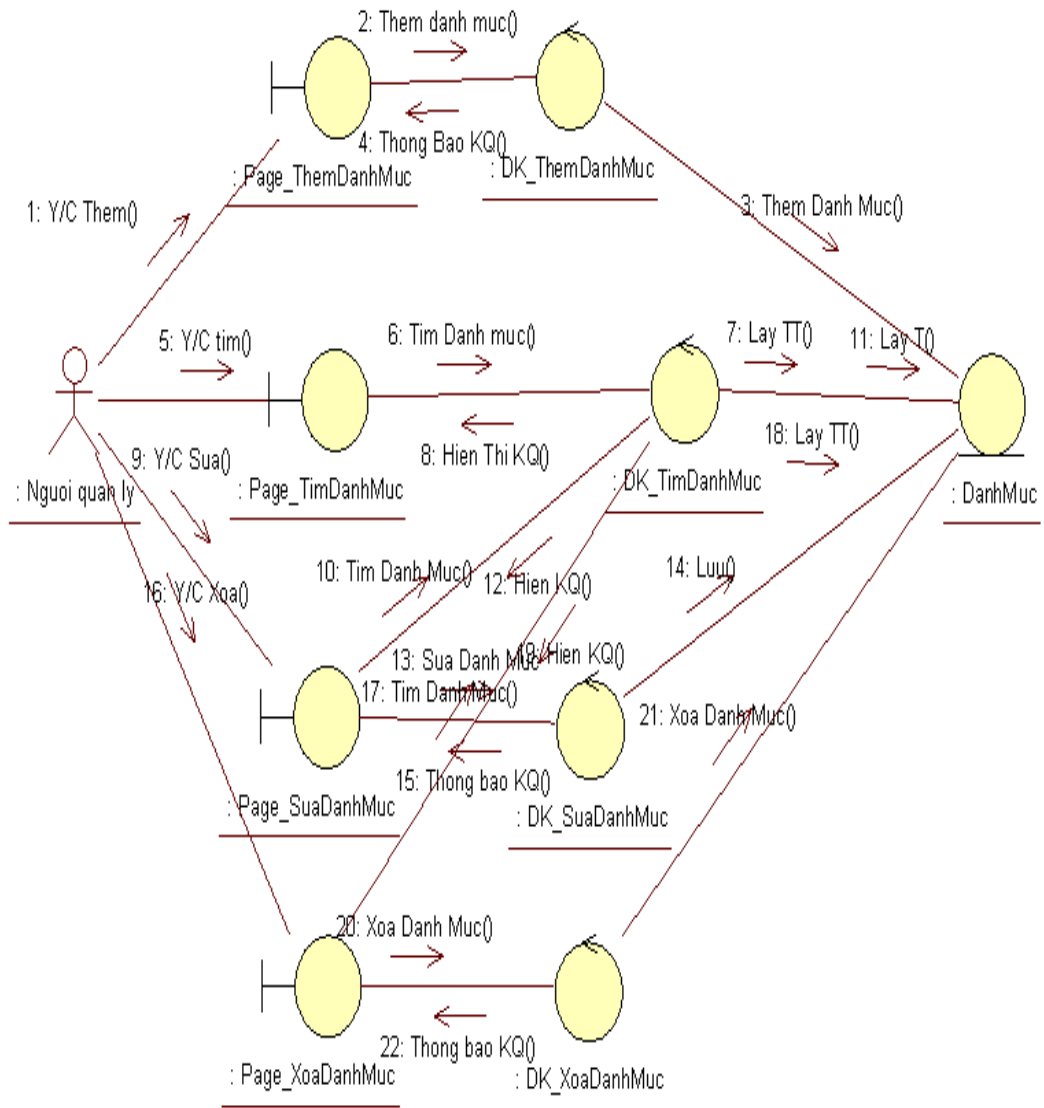 2: Them danh muc()
4: Thong Bao KQ()
: Page_ThemDanhMuc
: DK_ThemDanhMuc
1: Y/C Them()
3: Them Danh Muc()
5: Y/C tim()
6: Tim Danh muc()
7: Lay TT()
11: Lay T()
8: Hien Thi KQ()
18: Lay TT()
9: Y/C Sua()
: Nguoi quan ly
: Page_TimDanhMuc
: DK_TimDanhMuc
: DanhMuc
10: Tim Danh Muc()
12: Hien KQ()
14: Luu()
16: Y/C Xoa()
13: Sua Danh Muc
19: Hien KQ()
17: Tim Danh Muc()
21: Xoa Danh Muc()
15: Thong bao KQ()
: Page_SuaDanhMuc
: DK_SuaDanhMuc
20: Xoa Danh Muc()
22: Thong bao KQ()
: Page_XoaDanhMuc
: DK_XoaDanhMuc